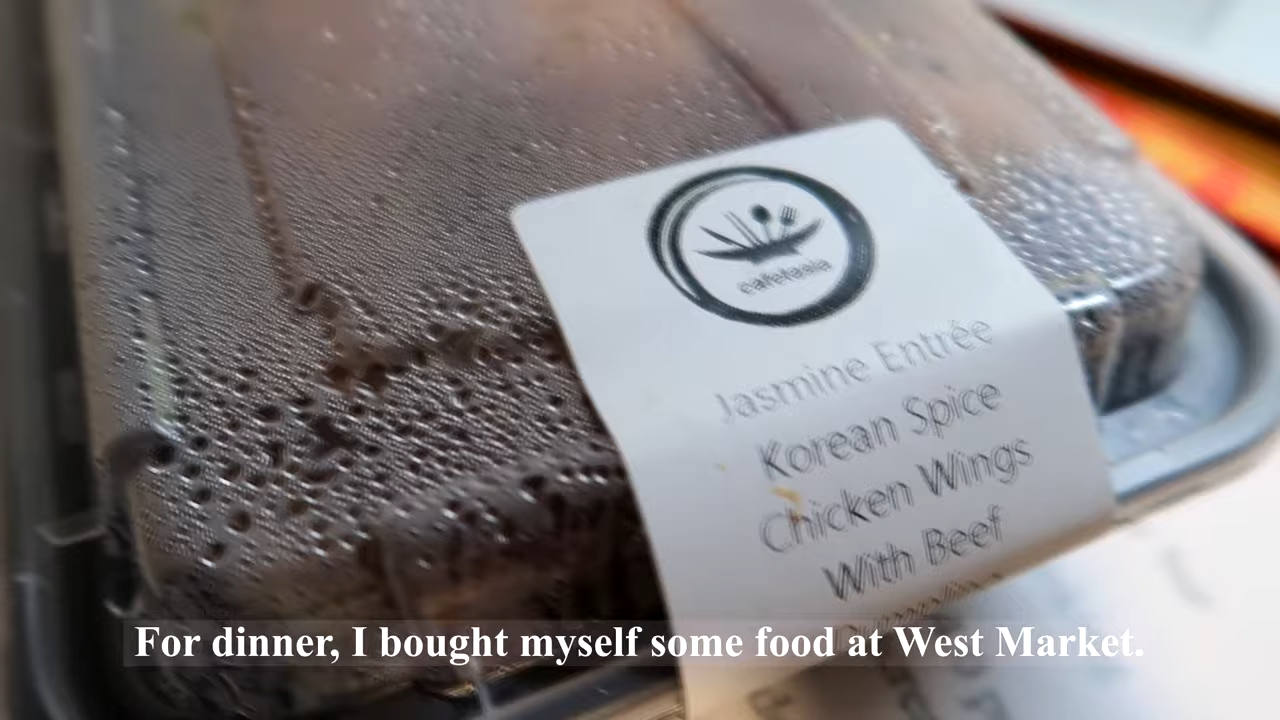 cafetasia
Jasmine Entrée
Korean Spice
Chicken Wings
With Beef
For dinner, I bought myself some food at West Market.